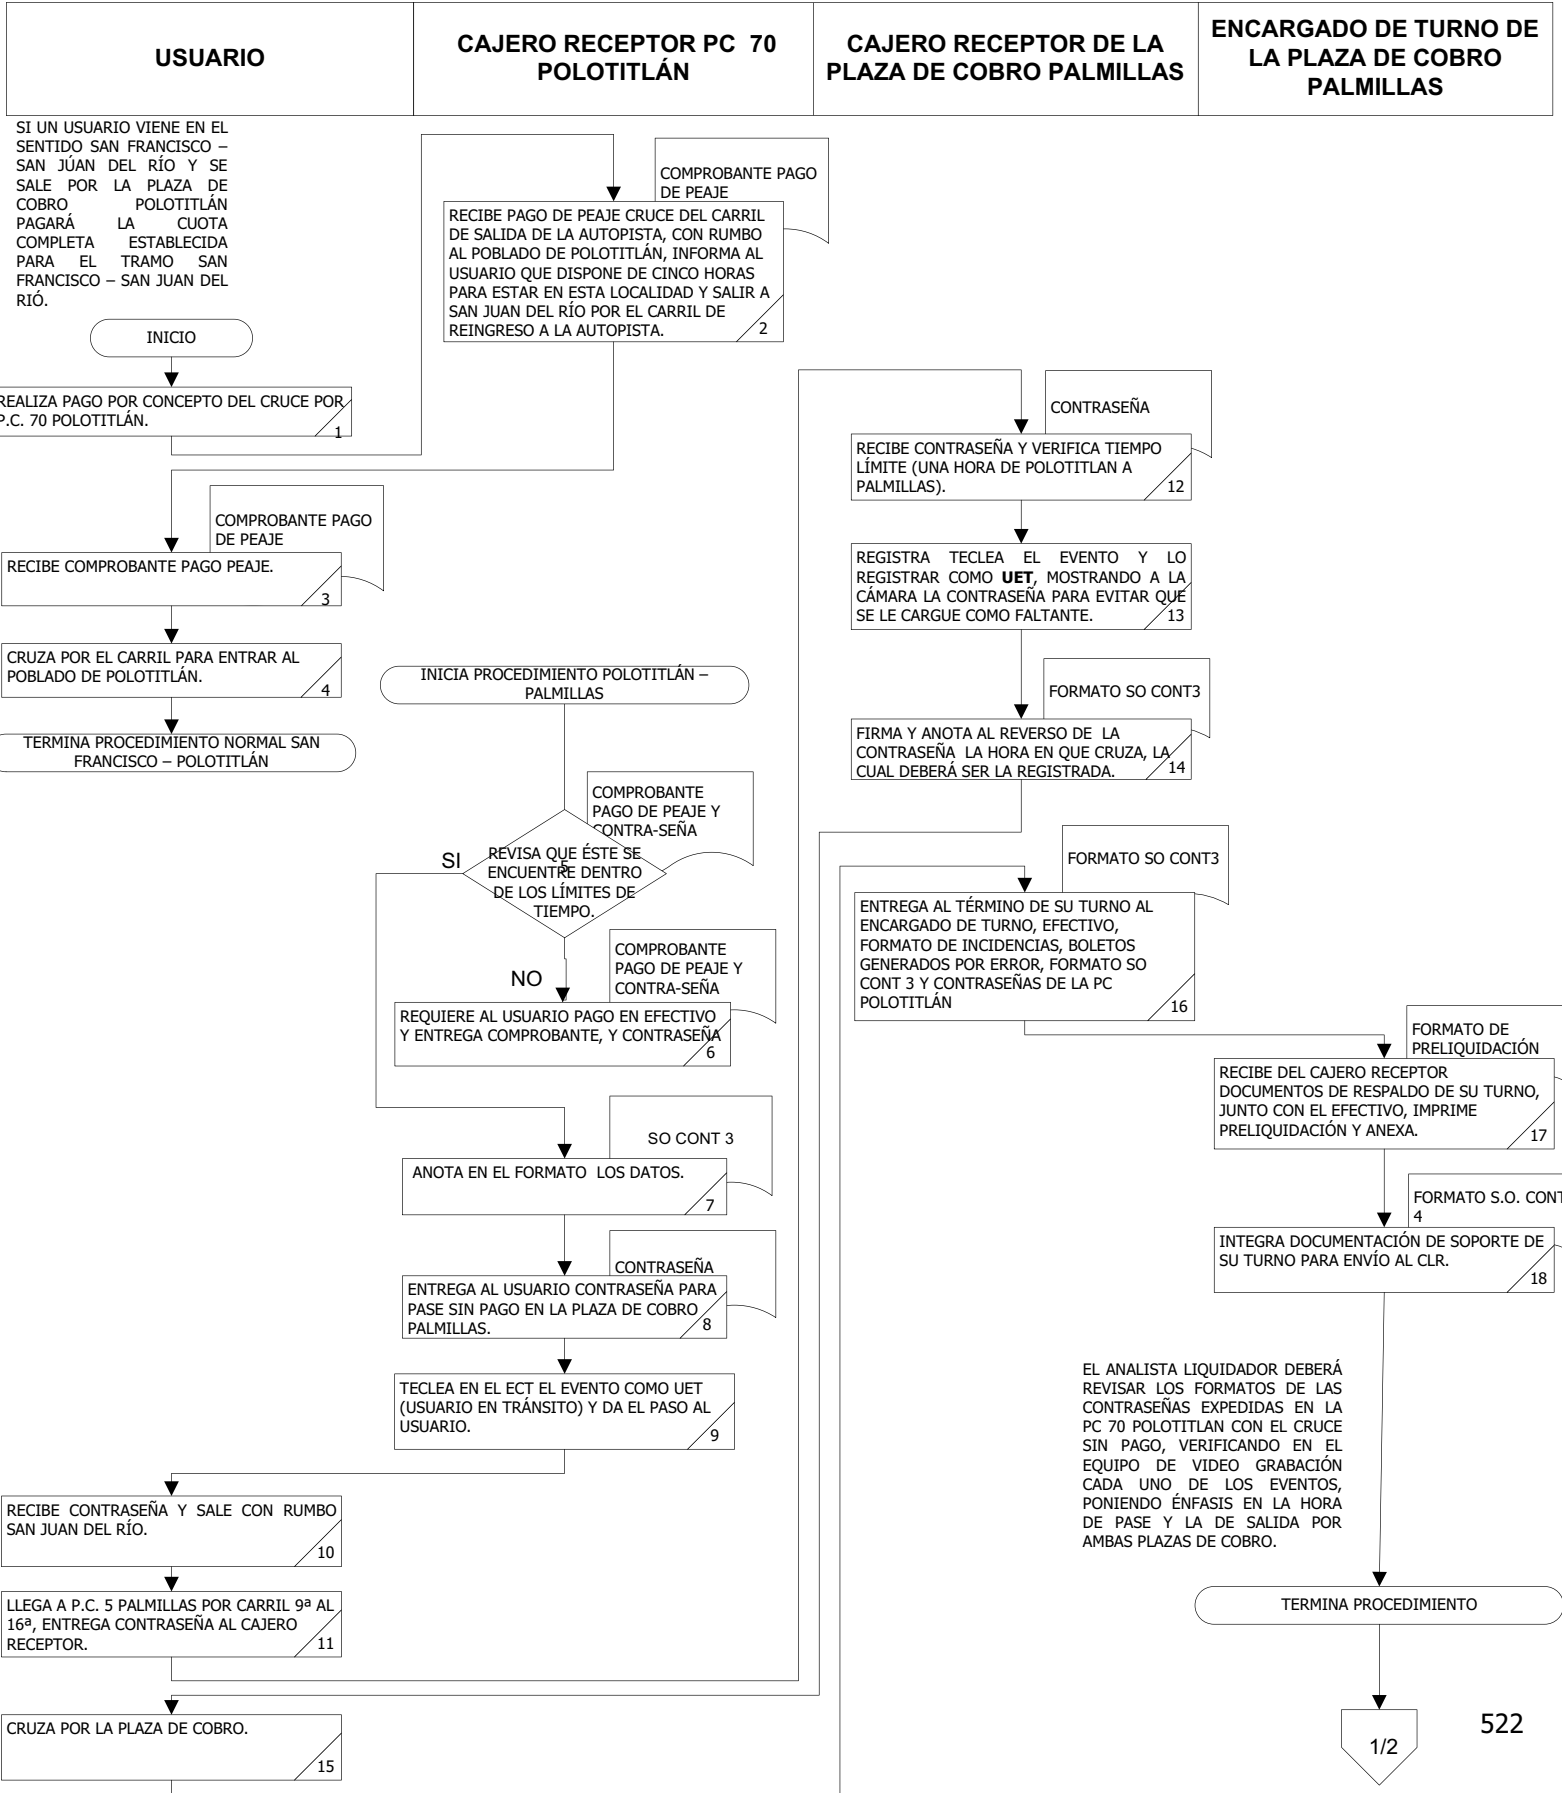 USUARIO
CAJERO RECEPTOR PC  70
POLOTITLÁN
CAJERO RECEPTOR DE LA
PLAZA DE COBRO PALMILLAS
ENCARGADO DE TURNO DE
LA PLAZA DE COBRO
PALMILLAS
SI UN USUARIO VIENE EN EL
SENTIDO SAN FRANCISCO –
SAN JÚAN DEL RÍO Y SE
SALE POR LA PLAZA DE
COBRO POLOTITLÁN
PAGARÁ LA CUOTA
COMPLETA ESTABLECIDA
PARA EL TRAMO SAN
FRANCISCO – SAN JUAN DEL
RIÓ.
INICIO
REALIZA PAGO POR CONCEPTO DEL CRUCE POR
P.C. 70 POLOTITLÁN.
1
COMPROBANTE PAGO
DE PEAJE
RECIBE PAGO DE PEAJE CRUCE DEL CARRIL
DE SALIDA DE LA AUTOPISTA, CON RUMBO
AL POBLADO DE POLOTITLÁN, INFORMA AL
USUARIO QUE DISPONE DE CINCO HORAS
PARA ESTAR EN ESTA LOCALIDAD Y SALIR A
SAN JUAN DEL RÍO POR EL CARRIL DE
REINGRESO A LA AUTOPISTA.
2
COMPROBANTE PAGO
DE PEAJE
RECIBE COMPROBANTE PAGO PEAJE.
3
CRUZA POR EL CARRIL PARA ENTRAR AL
POBLADO DE POLOTITLÁN.
4
TERMINA PROCEDIMIENTO NORMAL SAN
FRANCISCO – POLOTITLÁN
INICIA PROCEDIMIENTO POLOTITLÁN –
PALMILLAS
COMPROBANTE
PAGO DE PEAJE Y
CONTRA-SEÑA
SI
REVISA QUE ÉSTE SE
ENCUENTRE DENTRO
DE LOS LÍMITES DE
TIEMPO.
5
NO
COMPROBANTE
PAGO DE PEAJE Y
CONTRA-SEÑA
REQUIERE AL USUARIO PAGO EN EFECTIVO
Y ENTREGA COMPROBANTE, Y CONTRASEÑA
6
SO CONT 3
ANOTA EN EL FORMATO  LOS DATOS.
7
CONTRASEÑA
ENTREGA AL USUARIO CONTRASEÑA PARA
PASE SIN PAGO EN LA PLAZA DE COBRO
PALMILLAS.
8
TECLEA EN EL ECT EL EVENTO COMO UET
(USUARIO EN TRÁNSITO) Y DA EL PASO AL
USUARIO.
9
RECIBE CONTRASEÑA Y SALE CON RUMBO
SAN JUAN DEL RÍO.
10
LLEGA A P.C. 5 PALMILLAS POR CARRIL 9ª AL
16ª, ENTREGA CONTRASEÑA AL CAJERO
RECEPTOR.
11
CONTRASEÑA
RECIBE CONTRASEÑA Y VERIFICA TIEMPO
LÍMITE (UNA HORA DE POLOTITLAN A
PALMILLAS).
12
REGISTRA TECLEA EL EVENTO Y LO
REGISTRAR COMO UET, MOSTRANDO A LA
CÁMARA LA CONTRASEÑA PARA EVITAR QUE
SE LE CARGUE COMO FALTANTE.
13
FORMATO SO CONT3
FIRMA Y ANOTA AL REVERSO DE  LA
CONTRASEÑA  LA HORA EN QUE CRUZA, LA
CUAL DEBERÁ SER LA REGISTRADA.
14
CRUZA POR LA PLAZA DE COBRO.
15
FORMATO SO CONT3
ENTREGA AL TÉRMINO DE SU TURNO AL
ENCARGADO DE TURNO, EFECTIVO,
FORMATO DE INCIDENCIAS, BOLETOS
GENERADOS POR ERROR, FORMATO SO
CONT 3 Y CONTRASEÑAS DE LA PC
POLOTITLÁN
16
FORMATO DE
PRELIQUIDACIÓN
RECIBE DEL CAJERO RECEPTOR
DOCUMENTOS DE RESPALDO DE SU TURNO,
JUNTO CON EL EFECTIVO, IMPRIME
PRELIQUIDACIÓN Y ANEXA.
17
FORMATO S.O. CONT
4
INTEGRA DOCUMENTACIÓN DE SOPORTE DE
SU TURNO PARA ENVÍO AL CLR.
18
EL ANALISTA LIQUIDADOR DEBERÁ
REVISAR LOS FORMATOS DE LAS
CONTRASEÑAS EXPEDIDAS EN LA
PC 70 POLOTITLAN CON EL CRUCE
SIN PAGO, VERIFICANDO EN EL
EQUIPO DE VIDEO GRABACIÓN
CADA UNO DE LOS EVENTOS,
PONIENDO ÉNFASIS EN LA HORA
DE PASE Y LA DE SALIDA POR
AMBAS PLAZAS DE COBRO.
TERMINA PROCEDIMIENTO
1/2
522